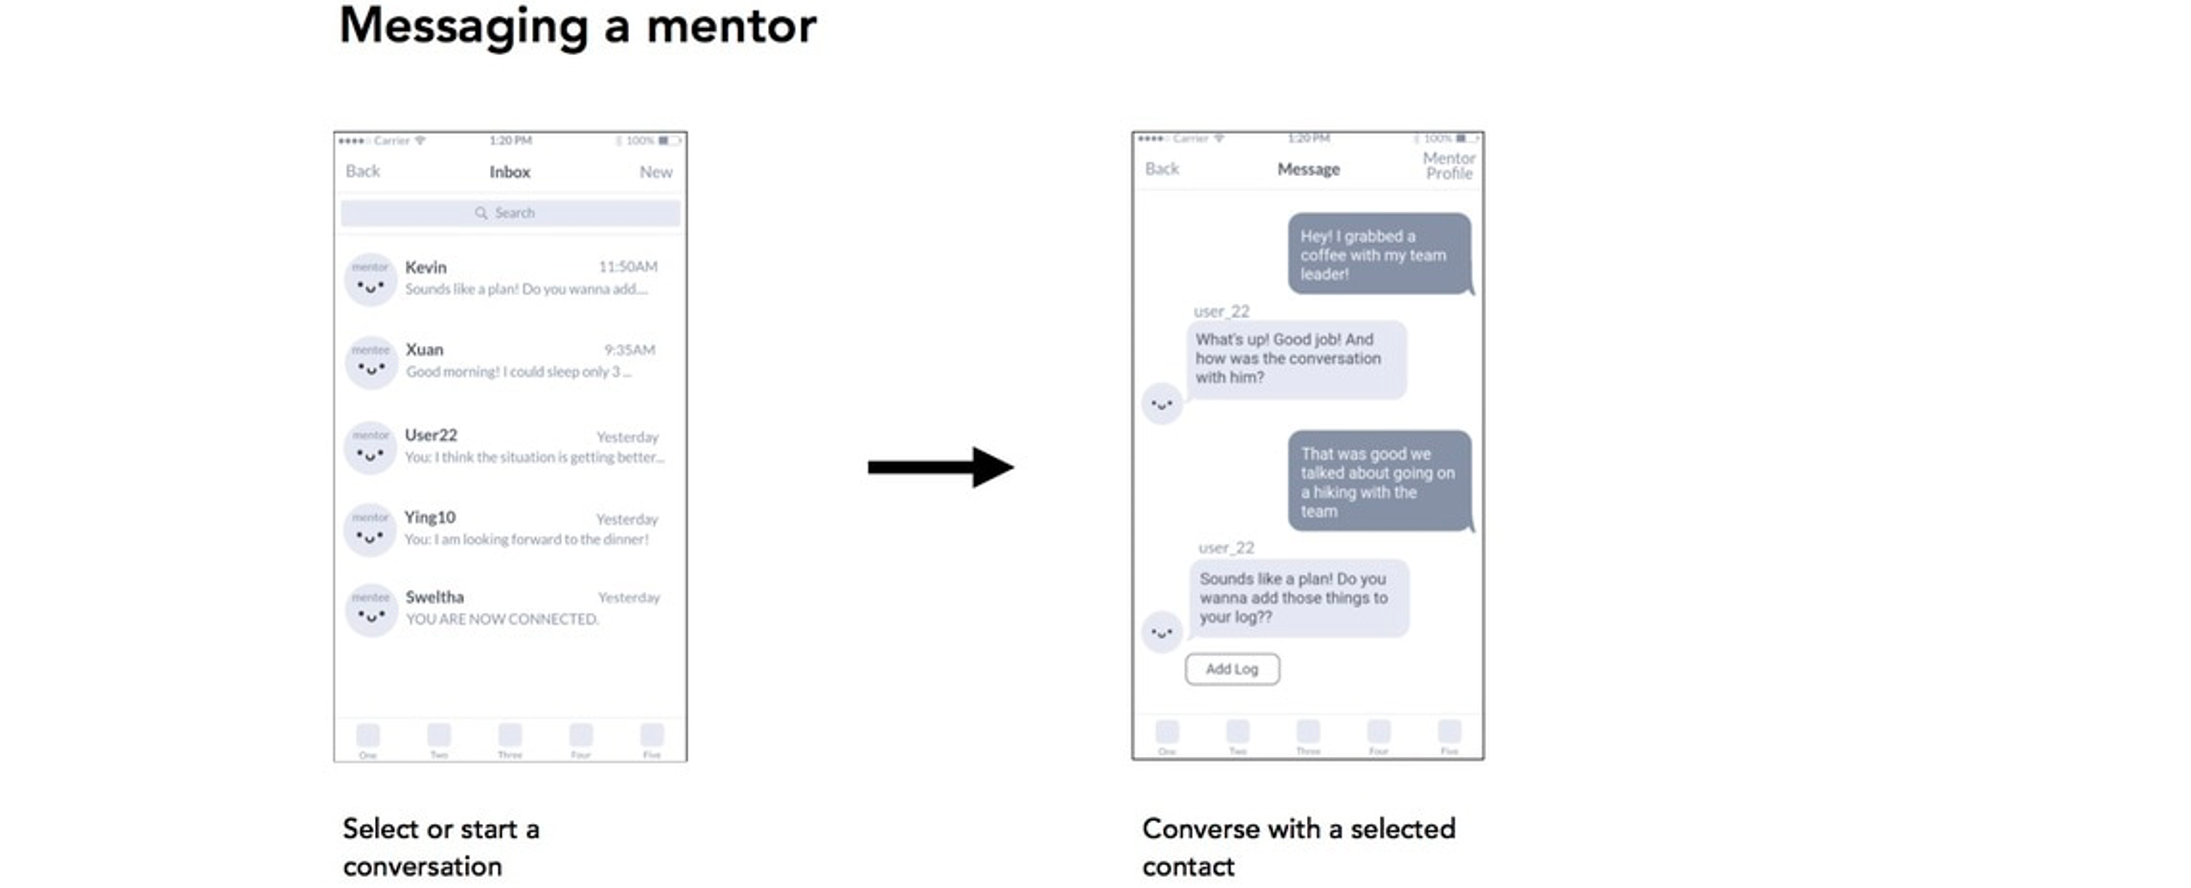 Messaging a mentor
Carrier 1:20 PM 100%
Back Inbox New
Search
mentor
Kevin 11:50AM
Sounds like a plan! Do you wanna add....
mentee
Xuan 9:35AM
Good morning! I could sleep only 3 ...
mentor
User22 Yesterday
You: I think the situation is getting better...
mentor
Ying10 Yesterday
You: I am looking forward to the dinner!
mentee
Sweltha Yesterday
YOU ARE NOW CONNECTED.
One Two Three Four Five
Select or start a
conversation
Carrier 1:20 PM 100%
Back Message Mentor
Profile
Hey! I grabbed a
coffee with my team
leader!
user_22
What's up! Good job! And
how was the conversation
with him?
That was good we
talked about going on
a hiking with the
team
user_22
Sounds like a plan! Do you
wanna add those things to
your log??
Add Log
One Two Three Four Five
Converse with a selected
contact